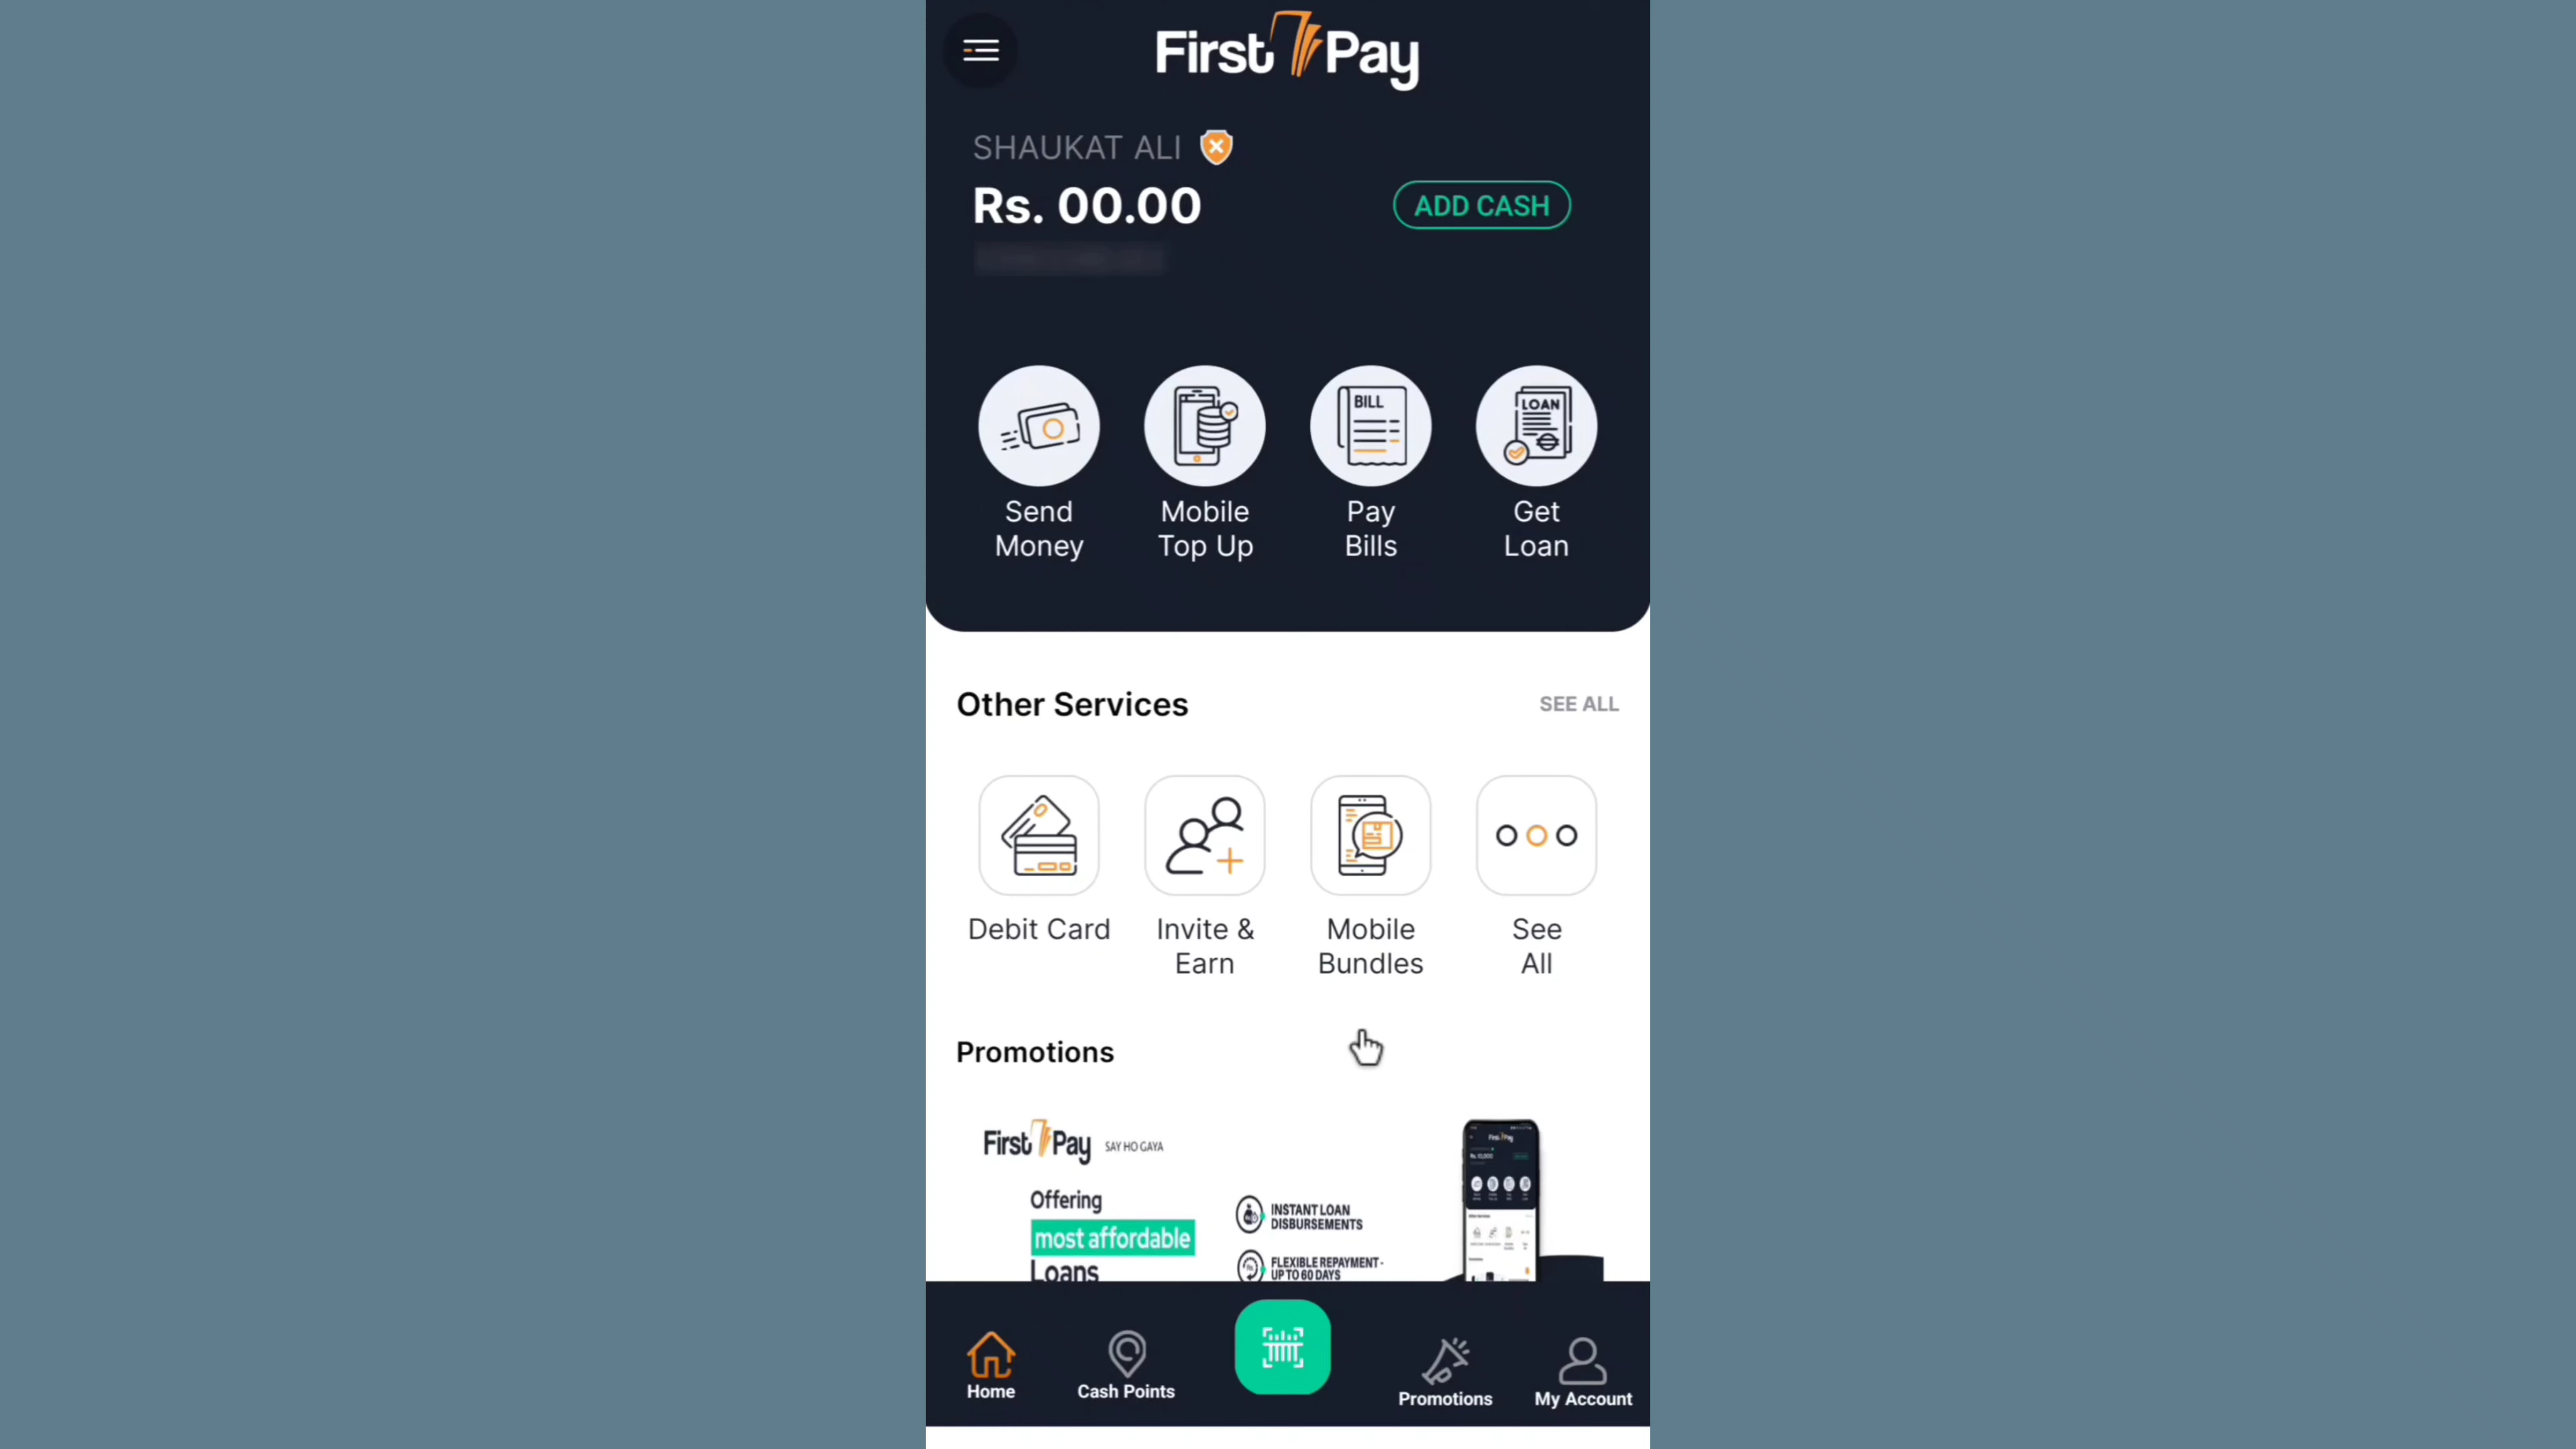 First Pay
SHAUKAT ALI
Rs. 00.00
ADD CASH
BILL
LOAN
Send
Money
Mobile
Top Up
Pay
Bills
Get
Loan
Other Services
SEE ALL
Debit Card
Invite &
Earn
Mobile
Bundles
See
All
Promotions
First Pay SAY HO GAYA
Offering
most affordable
Loans
INSTANT LOAN
DISBURSEMENTS
FLEXIBLE REPAYMENT -
UP TO 60 DAYS
Home
Cash Points
Promotions
My Account